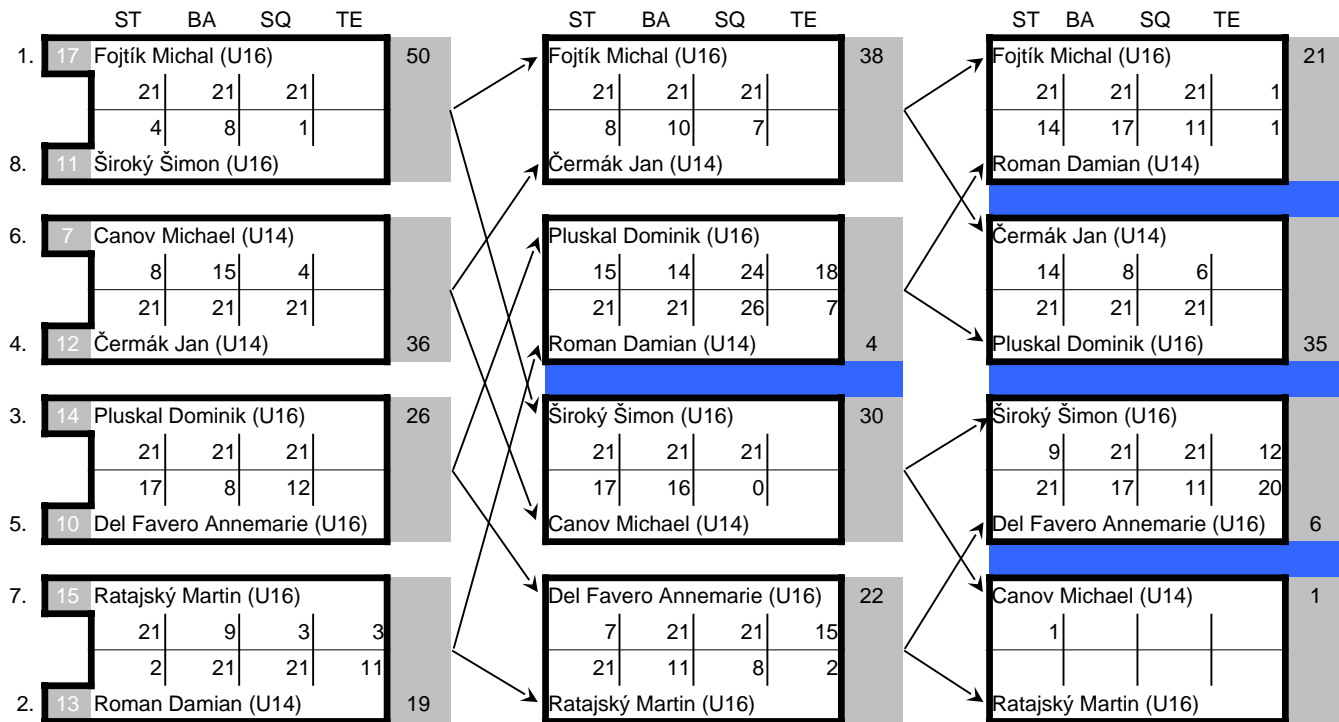 ST BA SQ TE ST BA SQ TE ST BA SQ TE
1. 17 Fojtík Michal (U16) 50 Fojtík Michal (U16) 38 Fojtík Michal (U16) 21
21 21 21 21 21 21 21 21 21 1
4 8 1 8 10 7 14 17 11 1
8. 11 Široký Šimon (U16) Čermák Jan (U14) Roman Damian (U14)
6. 7 Canov Michael (U14) Pluskal Dominik (U16) Čermák Jan (U14)
8 15 4 15 14 24 18 14 8 6
21 21 21 21 21 26 7 21 21 21
4. 12 Čermák Jan (U14) 36 Roman Damian (U14) 4 Pluskal Dominik (U16) 35
3. 14 Pluskal Dominik (U16) 26 Široký Šimon (U16) 30 Široký Šimon (U16)
21 21 21 21 21 21 9 21 21 12
17 8 12 17 16 0 21 17 11 20
5. 10 Del Favero Annemarie (U16) Canov Michael (U14) Del Favero Annemarie (U16) 6
7. 15 Ratajský Martin (U16) Del Favero Annemarie (U16) 22 Canov Michael (U14) 1
21 9 3 3 7 21 21 15 1
2 21 21 11 21 11 8 2
2. 13 Roman Damian (U14) 19 Ratajský Martin (U16) Ratajský Martin (U16)